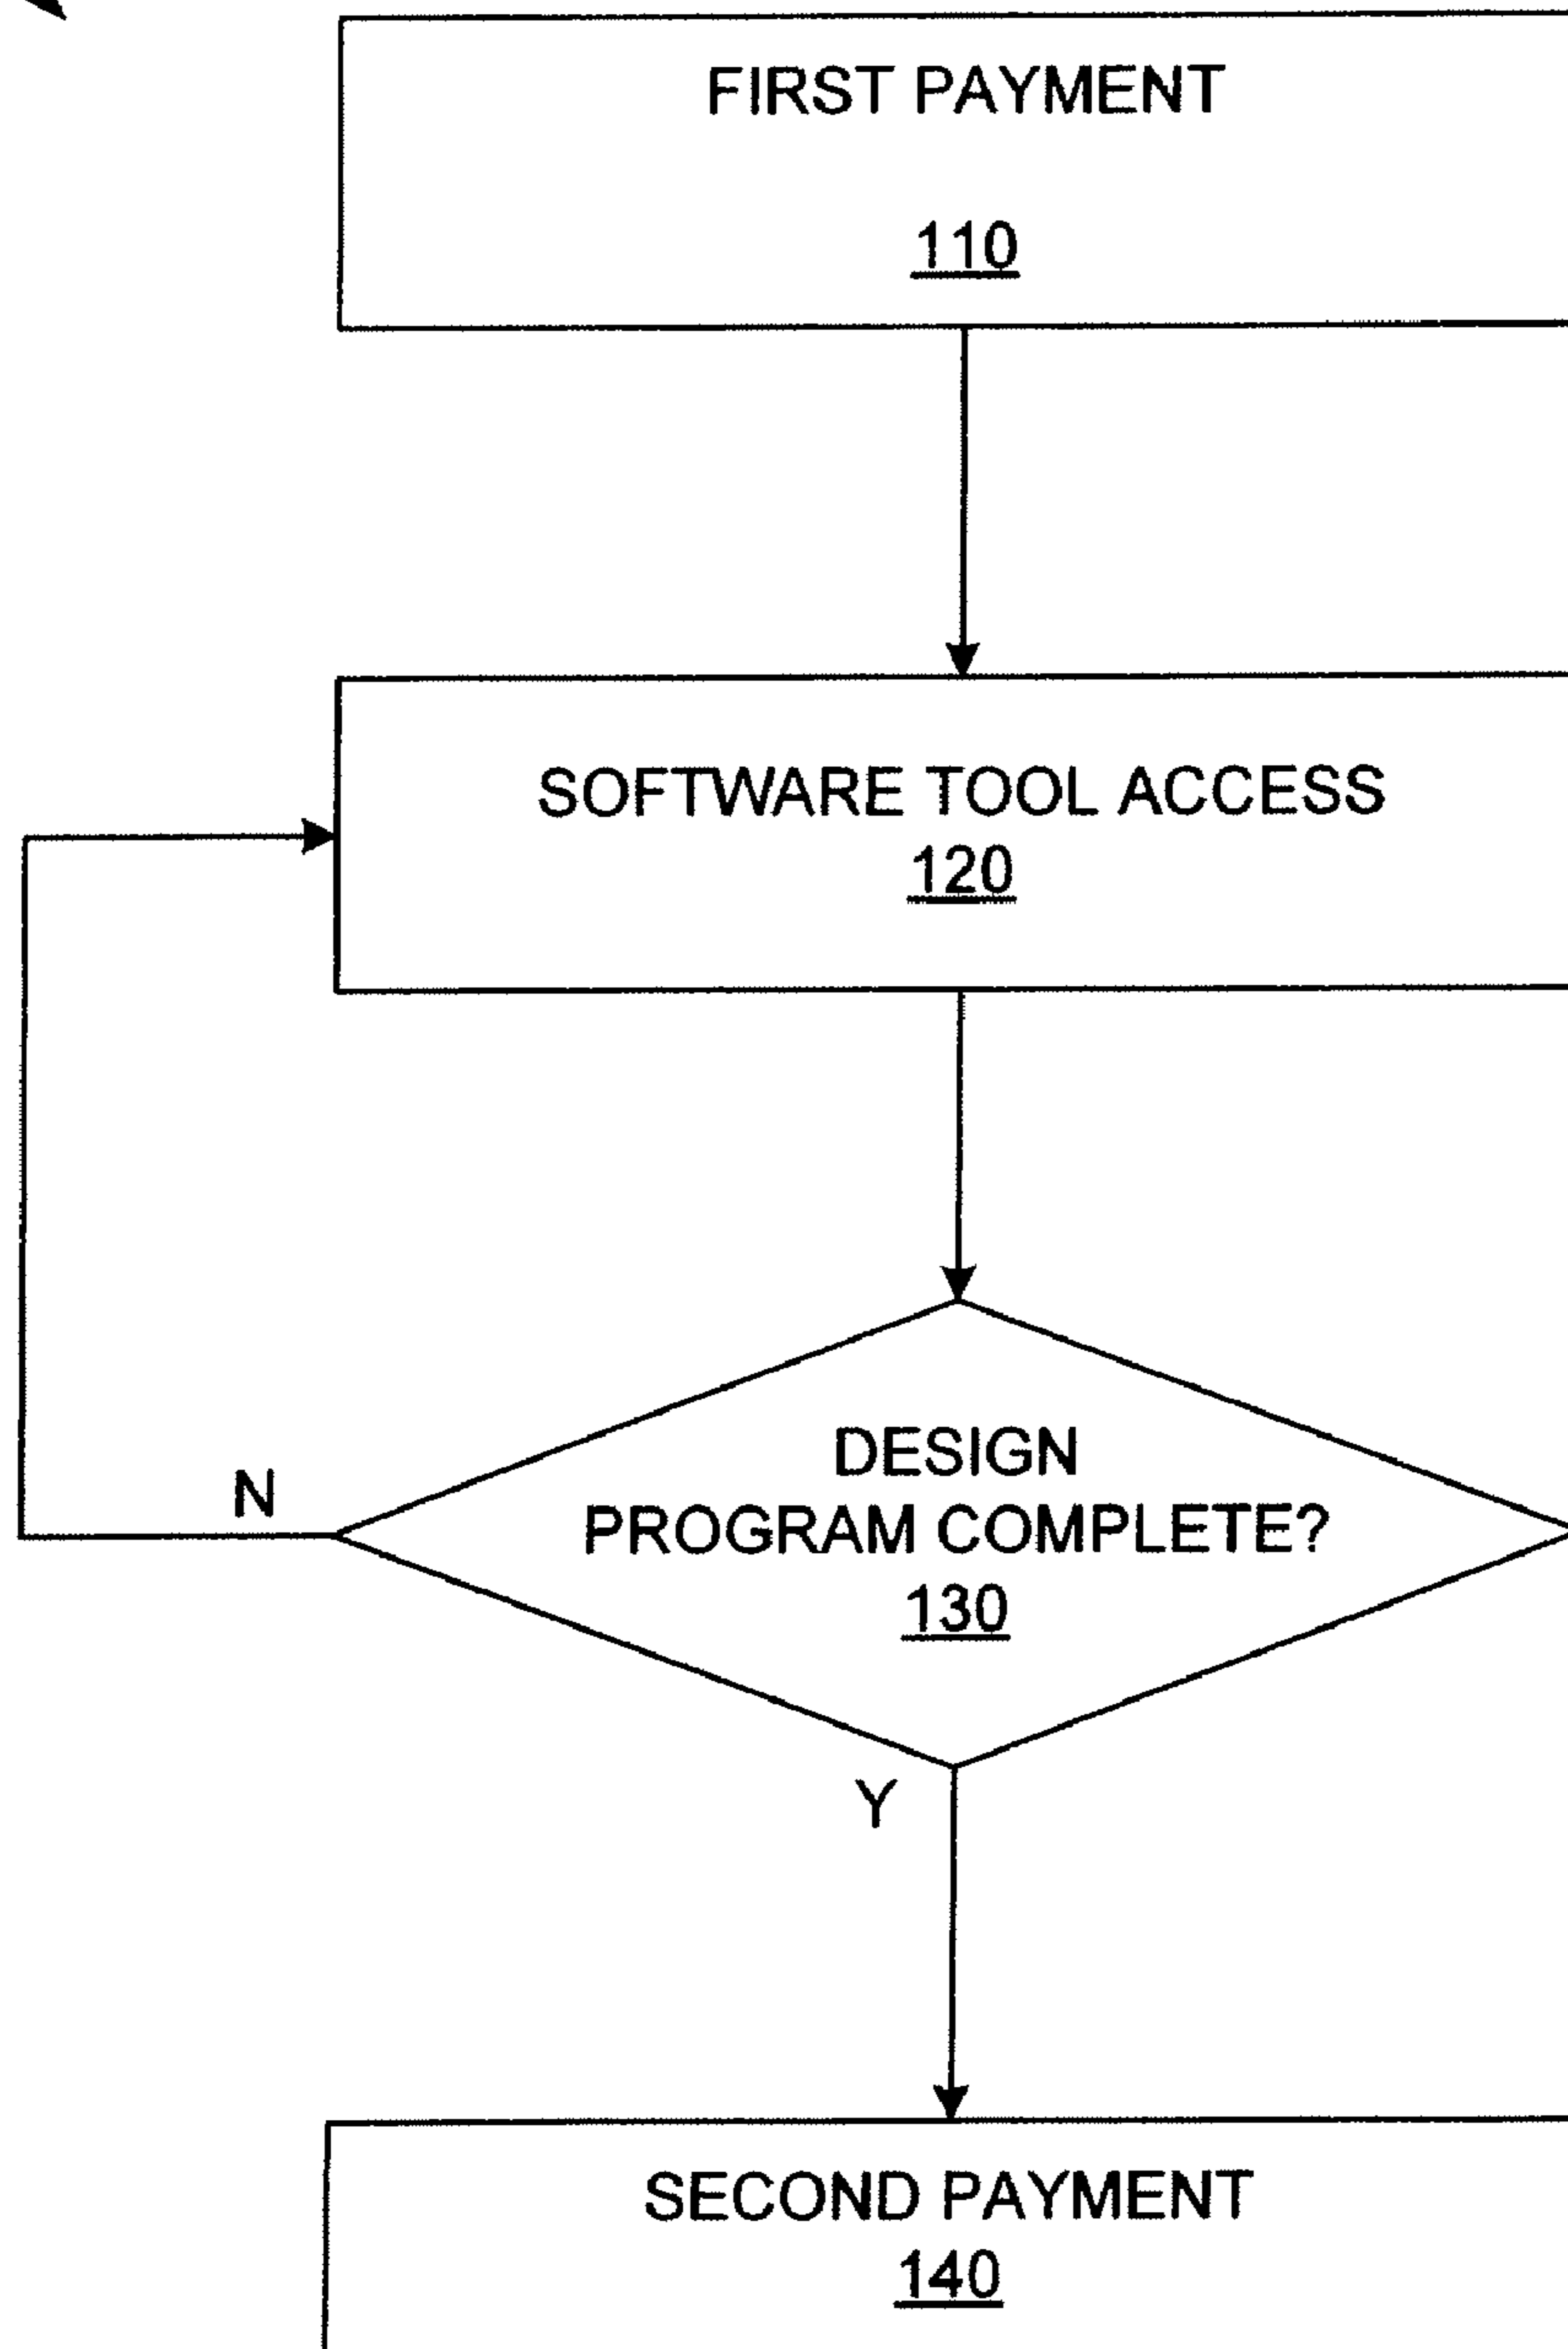 FIRST PAYMENT
110
SOFTWARE TOOL ACCESS
120
N
DESIGN
PROGRAM COMPLETE?
130
Y
SECOND PAYMENT
140